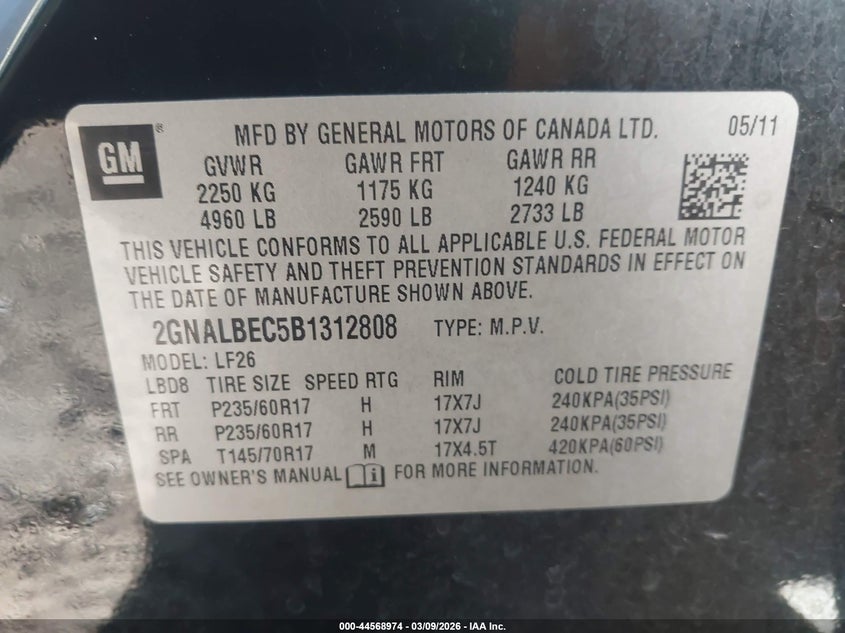 GM®
MFD BY GENERAL MOTORS OF CANADA LTD. 05/11
GVWR GAWR FRT GAWR RR
2250 KG 1175 KG 1240 KG
4960 LB 2590 LB 2733 LB
THIS VEHICLE CONFORMS TO ALL APPLICABLE U.S. FEDERAL MOTOR
VEHICLE SAFETY AND THEFT PREVENTION STANDARDS IN EFFECT ON
THE DATE OF MANUFACTURE SHOWN ABOVE.
2GNALBEC5B1312808 TYPE: M.P.V.
MODEL: LF26
LBD8 TIRE SIZE SPEED RTG RIM COLD TIRE PRESSURE
FRT P235/60R17 H 17X7J 240KPA(35PSI)
RR P235/60R17 H 17X7J 240KPA(35PSI)
SPA T145/70R17 M 17X4.5T 420KPA(60PSI)
SEE OWNER'S MANUAL i FOR MORE INFORMATION.
000-44568974 | 03/09/2026 - IAA Inc.